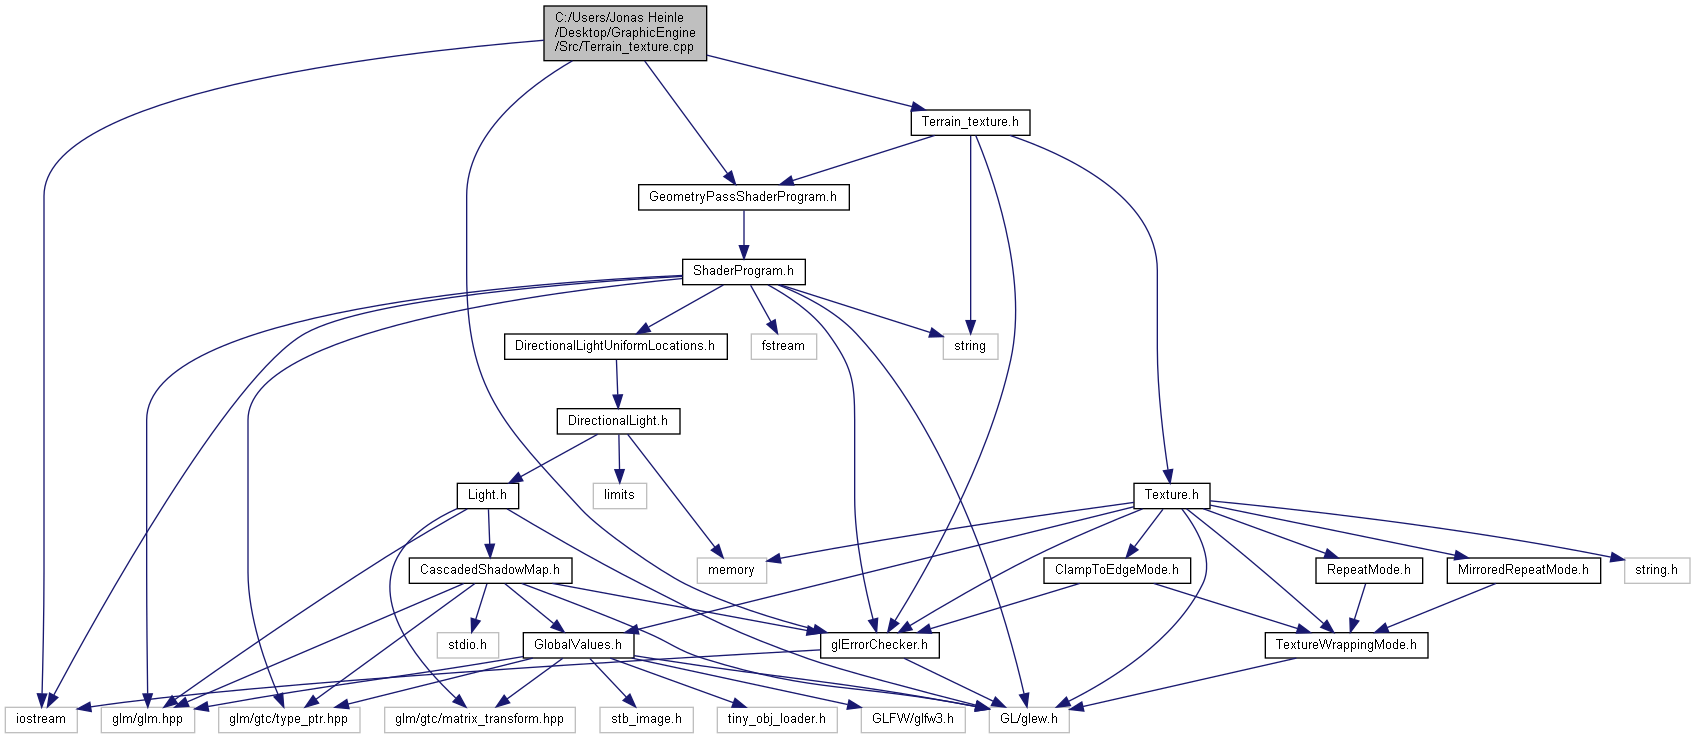 C:/Users/Jonas Heinle
/Desktop/GraphicEngine
/Src/Terrain_texture.cpp
Terrain_texture.h
GeometryPassShaderProgram.h
ShaderProgram.h
DirectionalLightUniformLocations.h
fstream
string
DirectionalLight.h
Light.h
limits
Texture.h
CascadedShadowMap.h
memory
ClampToEdgeMode.h
RepeatMode.h
MirroredRepeatMode.h
string.h
stdio.h
GlobalValues.h
glErrorChecker.h
TextureWrappingMode.h
iostream
glm/glm.hpp
glm/gtc/type_ptr.hpp
glm/gtc/matrix_transform.hpp
stb_image.h
tiny_obj_loader.h
GLFW/glfw3.h
GL/glew.h